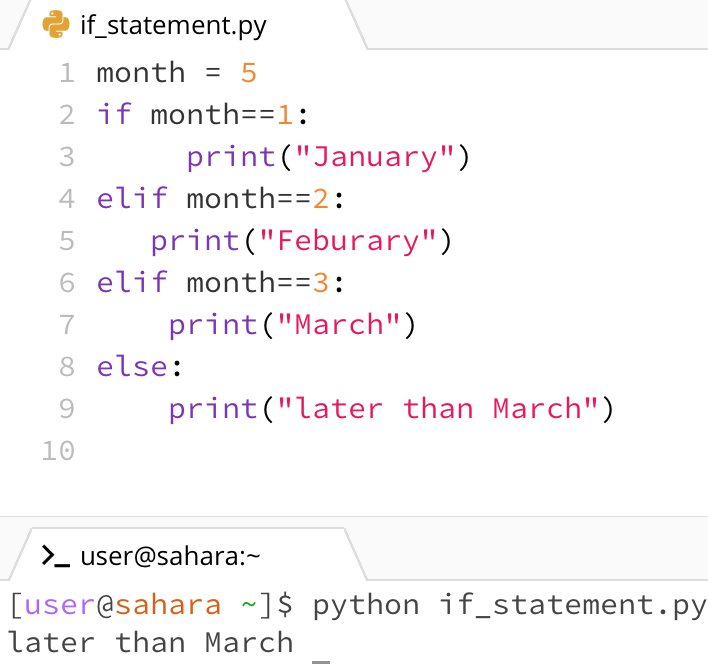 if_statement.py
1 month = 5
2 if month==1:
3      print("January")
4 elif month==2:
5    print("Feburary")
6 elif month==3:
7     print("March")
8 else:
9     print("later than March")
10
>_ user@sahara:~
[user@sahara ~]$ python if_statement.py
later than March